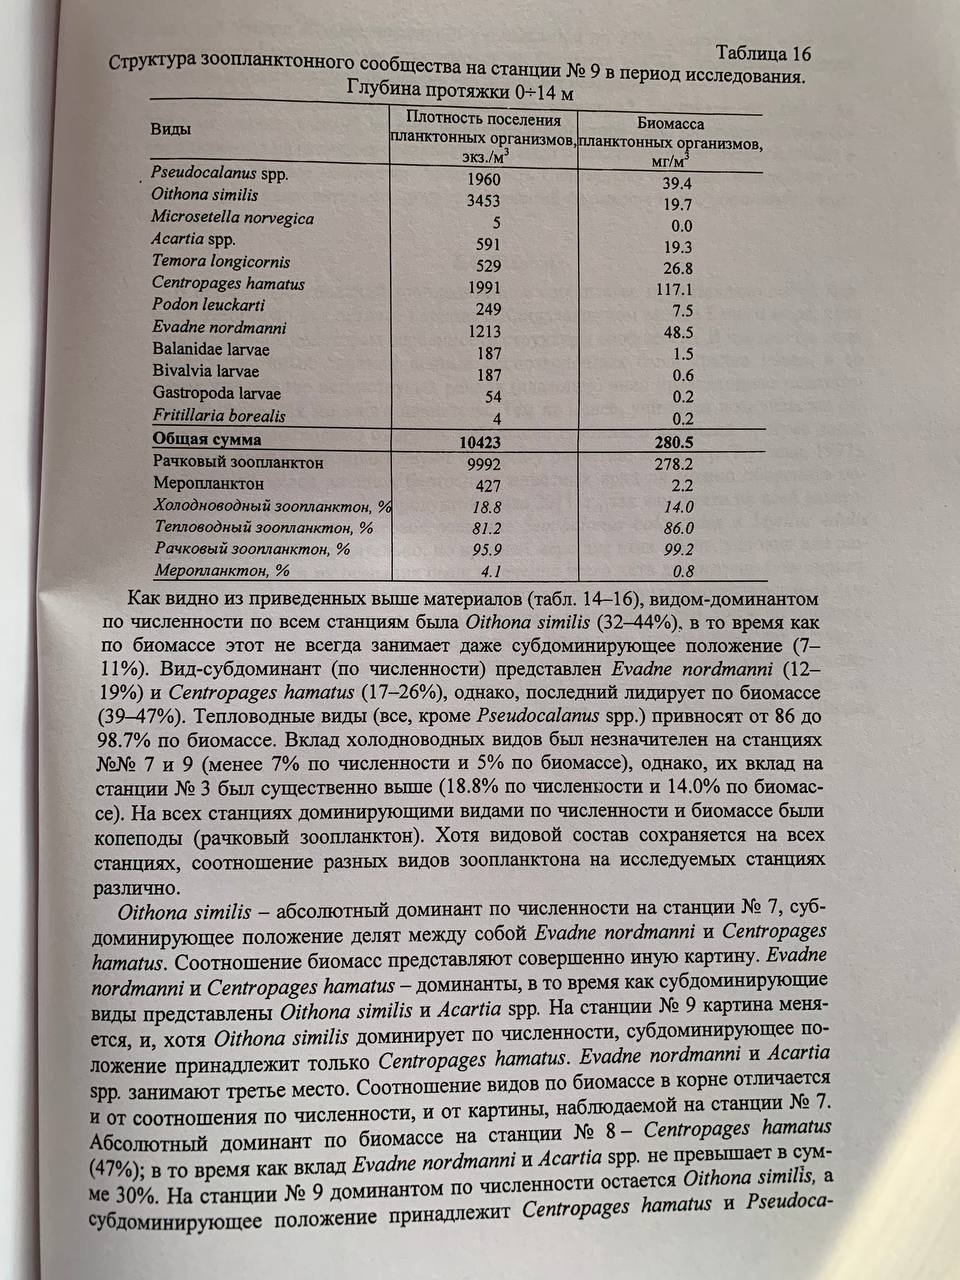 Таблица 16
Структура зоопланктонного сообщества на станции № 9 в период исследования.
Глубина протяжки 0÷14 м
Виды Плотность поселения планктонных организмов, экз./м³ Биомасса планктонных организмов, мг/м³
Pseudocalanus spp. 1960 39.4
Oithona similis 3453 19.7
Microsetella norvegica 5 0.0
Acartia spp. 591 19.3
Temora longicornis 529 26.8
Centropages hamatus 1991 117.1
Podon leuckarti 249 7.5
Evadne nordmanni 1213 48.5
Balanidae larvae 187 1.5
Bivalvia larvae 187 0.6
Gastropoda larvae 54 0.2
Fritillaria borealis 4 0.2
Общая сумма 10423 280.5
Рачковый зоопланктон 9992 278.2
Меропланктон 427 2.2
Холодноводный зоопланктон, % 18.8 14.0
Тепловодный зоопланктон, % 81.2 86.0
Рачковый зоопланктон, % 95.9 99.2
Меропланктон, % 4.1 0.8
Как видно из приведенных выше материалов (табл. 14–16), видом-доминантом
по численности по всем станциям была Oithona similis (32–44%), в то время как
по биомассе этот не всегда занимает даже субдоминирующее положение (7–
11%). Вид-субдоминант (по численности) представлен Evadne nordmanni (12–
19%) и Centropages hamatus (17–26%), однако, последний лидирует по биомассе
(39–47%). Тепловодные виды (все, кроме Pseudocalanus spp.) привносят от 86 до
98.7% по биомассе. Вклад холодноводных видов был незначителен на станциях
№№ 7 и 9 (менее 7% по численности и 5% по биомассе), однако, их вклад на
станции № 3 был существенно выше (18.8% по численности и 14.0% по биомас-
се). На всех станциях доминирующими видами по численности и биомассе были
копеподы (рачковый зоопланктон). Хотя видовой состав сохраняется на всех
станциях, соотношение разных видов зоопланктона на исследуемых станциях
различно.
Oithona similis – абсолютный доминант по численности на станции № 7, суб-
доминирующее положение делят между собой Evadne nordmanni и Centropages
hamatus. Соотношение биомасс представляют совершенно иную картину. Evadne
nordmanni и Centropages hamatus – доминанты, в то время как субдоминирующие
виды представлены Oithona similis и Acartia spp. На станции № 9 картина меня-
ется, и, хотя Oithona similis доминирует по численности, субдоминирующее по-
ложение принадлежит только Centropages hamatus. Evadne nordmanni и Acartia
spp. занимают третье место. Соотношение видов по биомассе в корне отличается
и от соотношения по численности, и от картины, наблюдаемой на станции № 7.
Абсолютный доминант по биомассе на станции № 8 – Centropages hamatus
(47%); в то время как вклад Evadne nordmanni и Acartia spp. не превышает в сум-
ме 30%. На станции № 9 доминантом по численности остается Oithona similis, а
субдоминирующее положение принадлежит Centropages hamatus и Pseudoca-